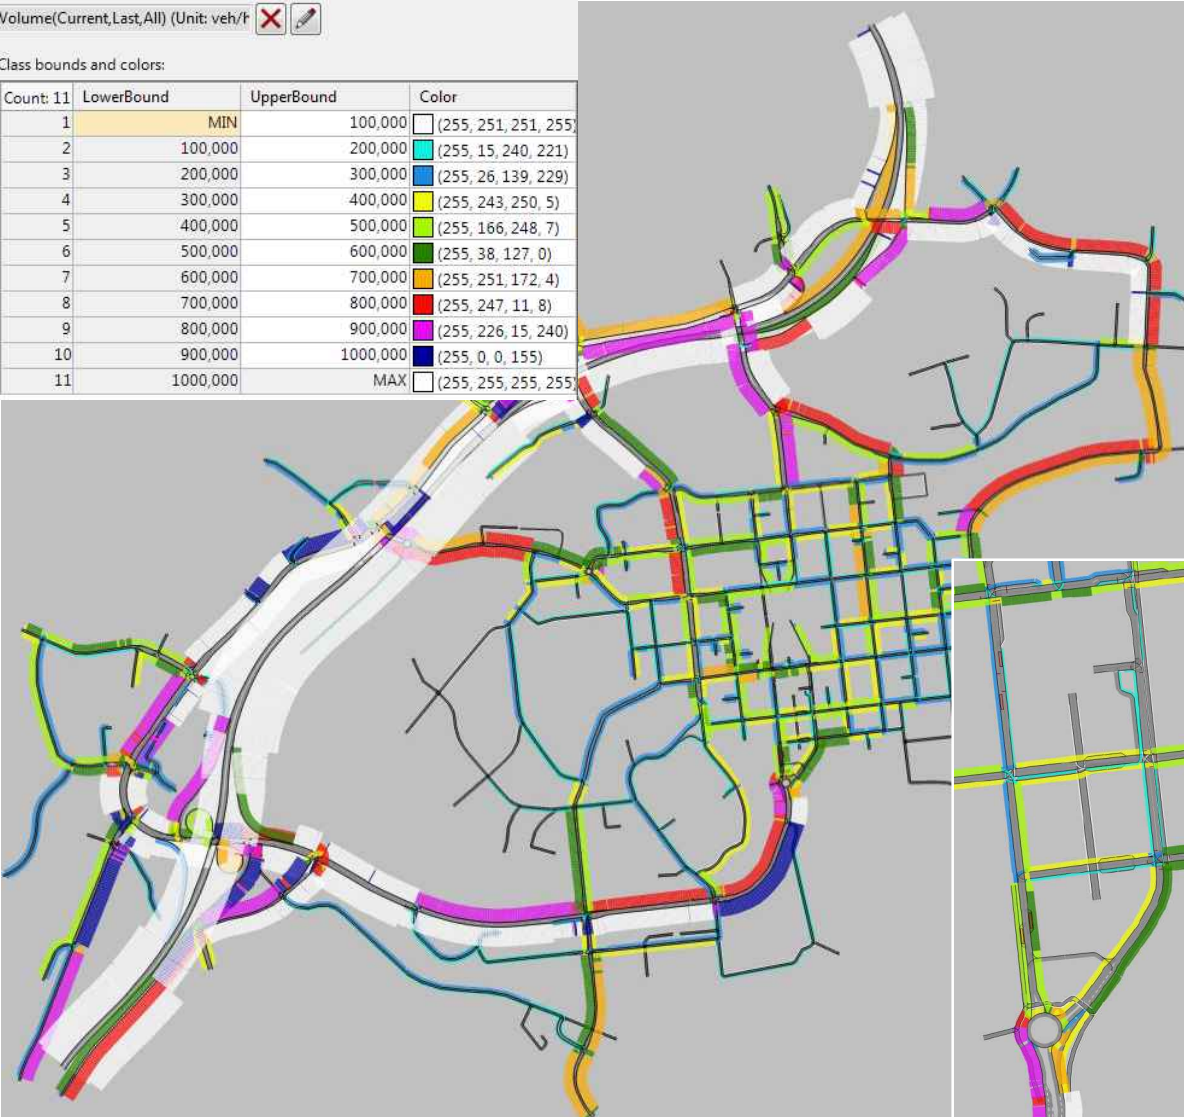 Volume(Current,Last,All) (Unit: veh/h
Class bounds and colors:
Count: 11 LowerBound UpperBound Color
1 MIN 100,000 (255, 251, 251, 255)
2 100,000 200,000 (255, 15, 240, 221)
3 200,000 300,000 (255, 26, 139, 229)
4 300,000 400,000 (255, 243, 250, 5)
5 400,000 500,000 (255, 166, 248, 7)
6 500,000 600,000 (255, 38, 127, 0)
7 600,000 700,000 (255, 251, 172, 4)
8 700,000 800,000 (255, 247, 11, 8)
9 800,000 900,000 (255, 226, 15, 240)
10 900,000 1000,000 (255, 0, 0, 155)
11 1000,000 MAX (255, 255, 255, 255)